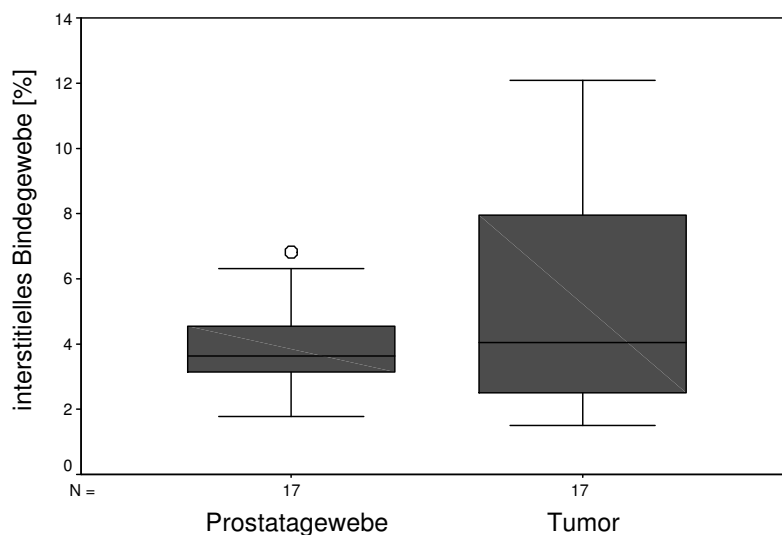 interstitielles Bindegewebe [%]
14
12
10
8
6
4
2
0
N = 17 17
Prostatagewebe Tumor